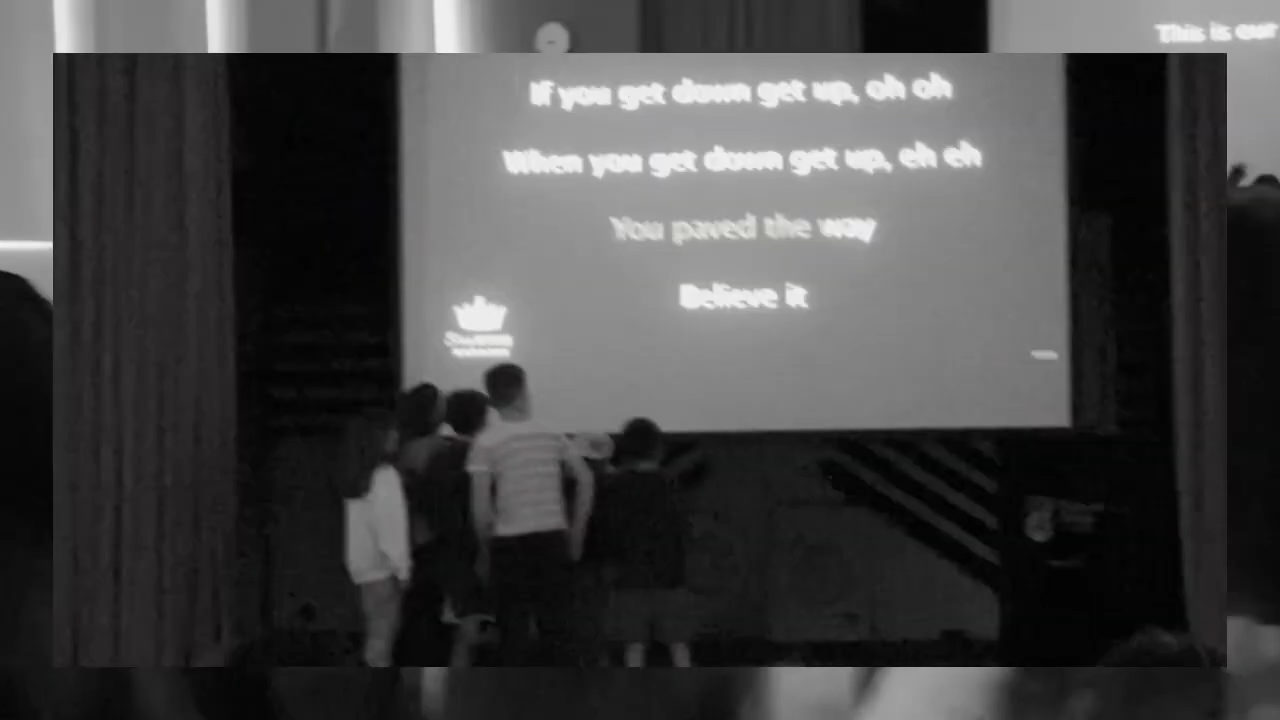 This is our
If you get down get up, oh oh
When you get down get up, eh eh
You paved the way
Believe it